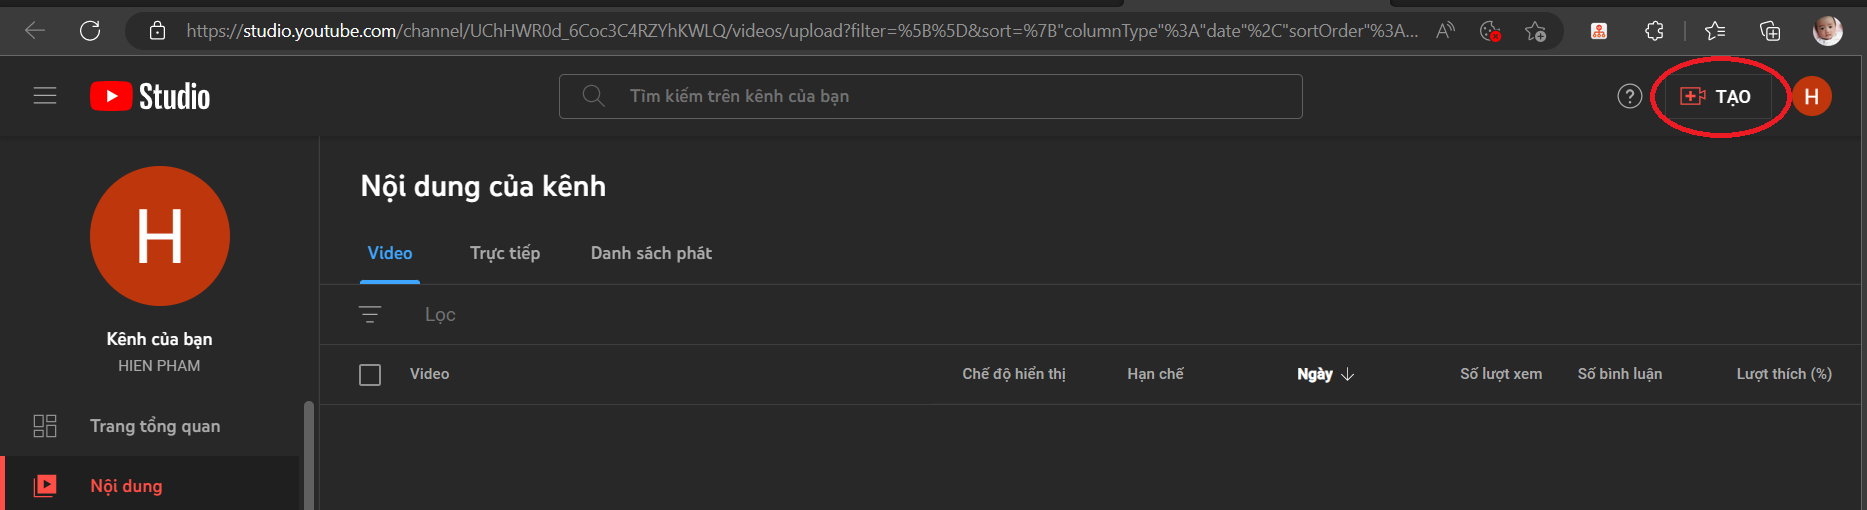 https://studio.youtube.com/channel/UChHWR0d_6Coc3C4RZYhKWLQ/videos/upload?filter=%5B%5D&sort=%7B"columnType"%3A"date"%2C"sortOrder"%3A...
Studio
Tìm kiếm trên kênh của bạn
TẠO
H
H
Kênh của bạn
HIEN PHAM
Trang tổng quan
Nội dung
Nội dung của kênh
Video Trực tiếp Danh sách phát
Lọc
Video Chế độ hiển thị Hạn chế Ngày Số lượt xem Số bình luận Lượt thích (%)